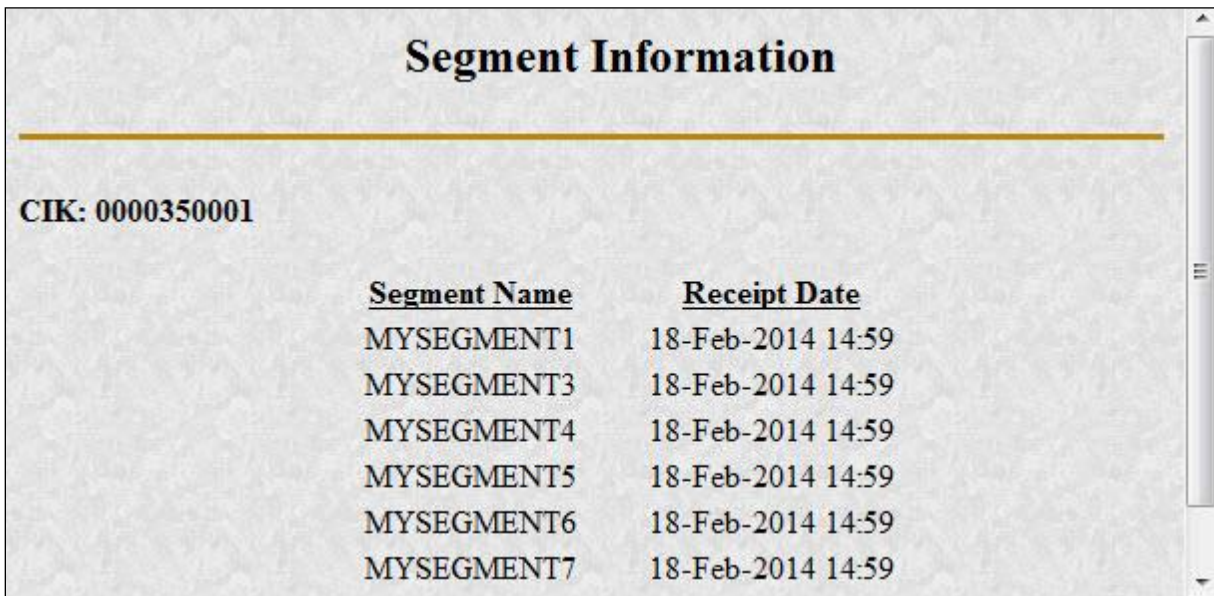 Segment Information
CIK: 0000350001
Segment Name Receipt Date
MYSEGMENT1 18-Feb-2014 14:59
MYSEGMENT3 18-Feb-2014 14:59
MYSEGMENT4 18-Feb-2014 14:59
MYSEGMENT5 18-Feb-2014 14:59
MYSEGMENT6 18-Feb-2014 14:59
MYSEGMENT7 18-Feb-2014 14:59